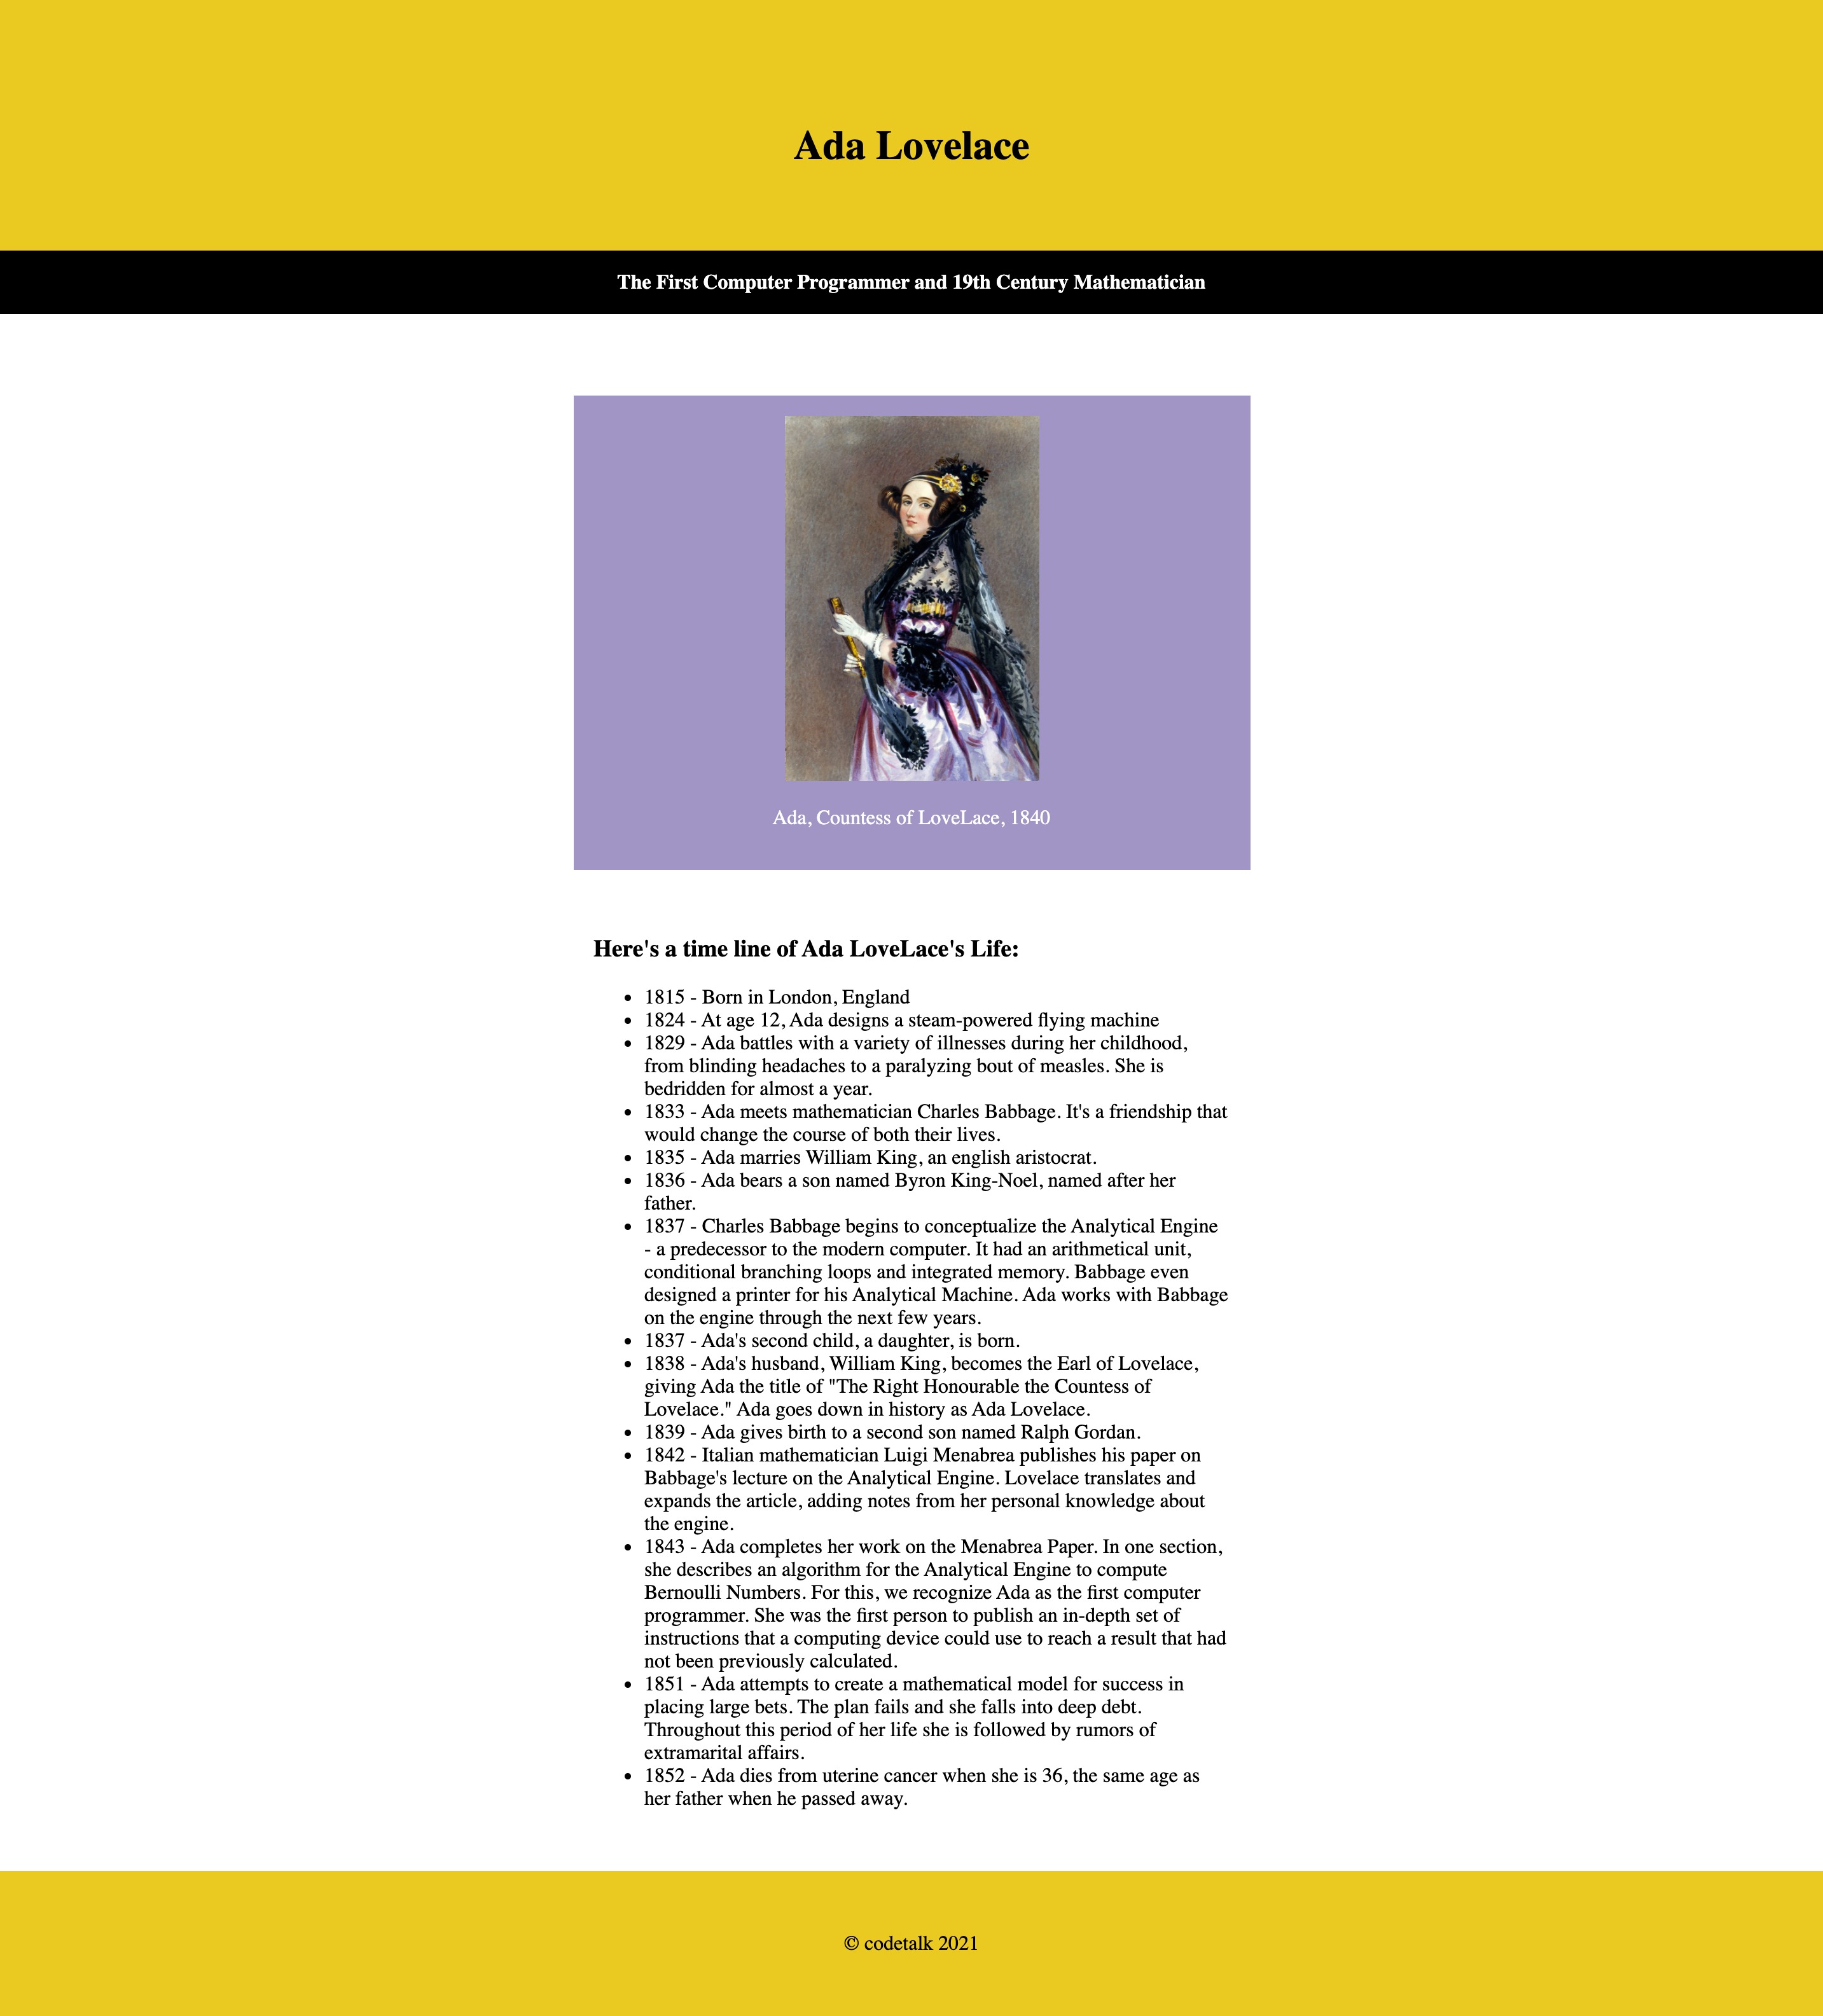 Ada Lovelace
The First Computer Programmer and 19th Century Mathematician
Ada, Countess of LoveLace, 1840
Here's a time line of Ada LoveLace's Life:
• 1815 - Born in London, England
• 1824 - At age 12, Ada designs a steam-powered flying machine
• 1829 - Ada battles with a variety of illnesses during her childhood,
from blinding headaches to a paralyzing bout of measles. She is
bedridden for almost a year.
• 1833 - Ada meets mathematician Charles Babbage. It's a friendship that
would change the course of both their lives.
• 1835 - Ada marries William King, an english aristocrat.
• 1836 - Ada bears a son named Byron King-Noel, named after her
father.
• 1837 - Charles Babbage begins to conceptualize the Analytical Engine
- a predecessor to the modern computer. It had an arithmetical unit,
conditional branching loops and integrated memory. Babbage even
designed a printer for his Analytical Machine. Ada works with Babbage
on the engine through the next few years.
• 1837 - Ada's second child, a daughter, is born.
• 1838 - Ada's husband, William King, becomes the Earl of Lovelace,
giving Ada the title of "The Right Honourable the Countess of
Lovelace." Ada goes down in history as Ada Lovelace.
• 1839 - Ada gives birth to a second son named Ralph Gordan.
• 1842 - Italian mathematician Luigi Menabrea publishes his paper on
Babbage's lecture on the Analytical Engine. Lovelace translates and
expands the article, adding notes from her personal knowledge about
the engine.
• 1843 - Ada completes her work on the Menabrea Paper. In one section,
she describes an algorithm for the Analytical Engine to compute
Bernoulli Numbers. For this, we recognize Ada as the first computer
programmer. She was the first person to publish an in-depth set of
instructions that a computing device could use to reach a result that had
not been previously calculated.
• 1851 - Ada attempts to create a mathematical model for success in
placing large bets. The plan fails and she falls into deep debt.
Throughout this period of her life she is followed by rumors of
extramarital affairs.
• 1852 - Ada dies from uterine cancer when she is 36, the same age as
her father when he passed away.
© codetalk 2021